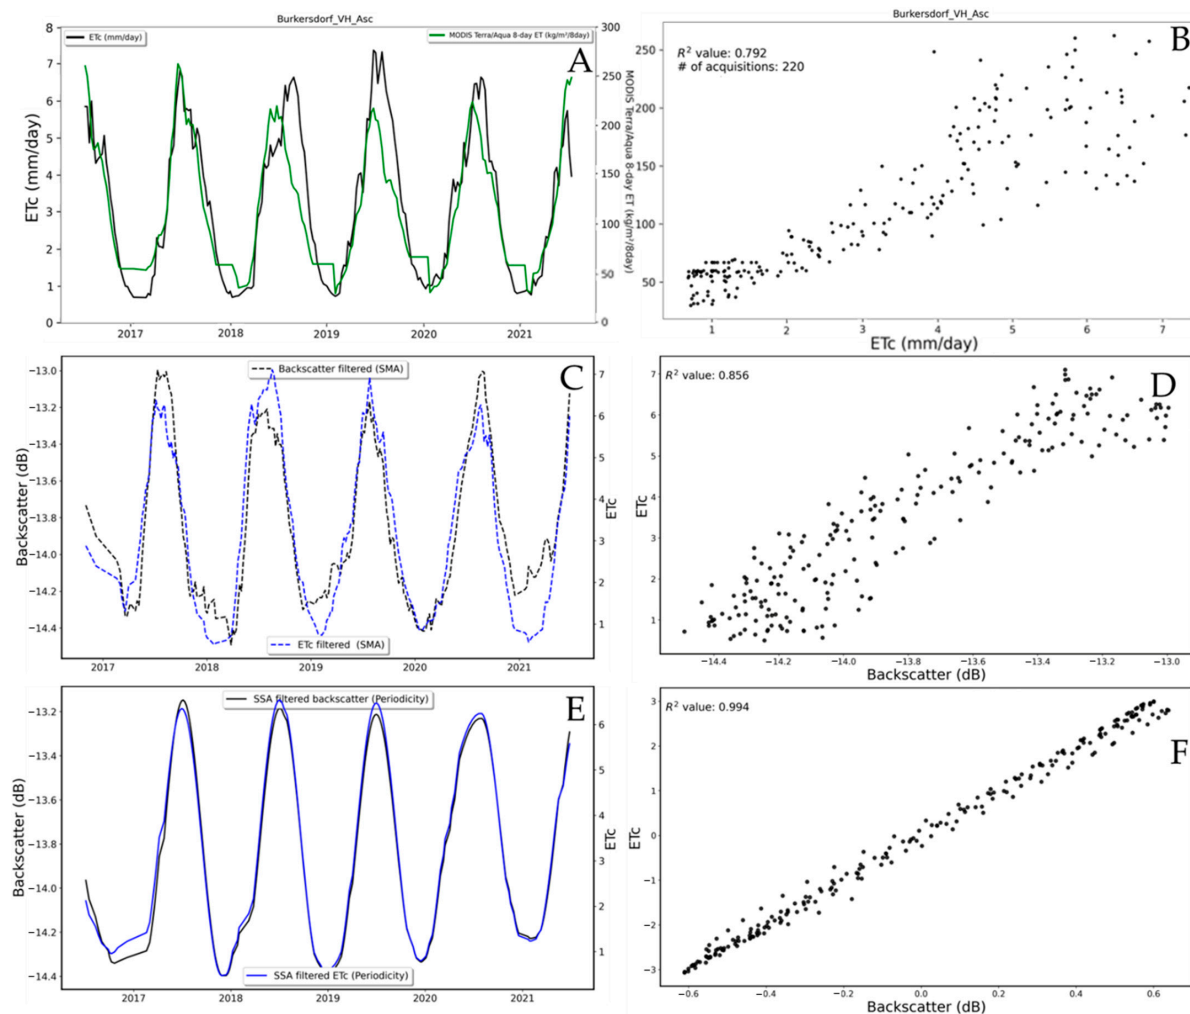 Burkersdorf_VH_Asc
ETc (mm/day)
MODIS Terra/Aqua 8-day ET (kg/m²/8day)
A
8
7
6
5
4
3
2
1
0
ETc (mm/day)
300
250
200
150
100
50
0
MODIS Terra/Aqua 8-day ET (kg/m²/8day)
2017 2018 2019 2020 2021
Burkersdorf_VH_Asc
B
R² value: 0.792
# of acquisitions: 220
250
200
150
100
50
1 2 3 4 5 6 7
ETc (mm/day)
Backscatter filtered (SMA)
C
−13.0
−13.2
−13.4
−13.6
−13.8
−14.0
−14.2
−14.4
Backscatter (dB)
7
6
5
4
3
2
1
ETc
ETc filtered (SMA)
2017 2018 2019 2020 2021
R² value: 0.856
D
7
6
5
4
3
2
1
ETc
−14.4 −14.2 −14.0 −13.8 −13.6 −13.4 −13.2 −13.0
Backscatter (dB)
SSA filtered backscatter (Periodicity)
E
−13.2
−13.4
−13.6
−13.8
−14.0
−14.2
−14.4
Backscatter (dB)
6
5
4
3
2
1
ETc
SSA filtered ETc (Periodicity)
2017 2018 2019 2020 2021
R² value: 0.994
F
3
2
1
0
−1
−2
−3
ETc
−0.6 −0.4 −0.2 0.0 0.2 0.4 0.6
Backscatter (dB)